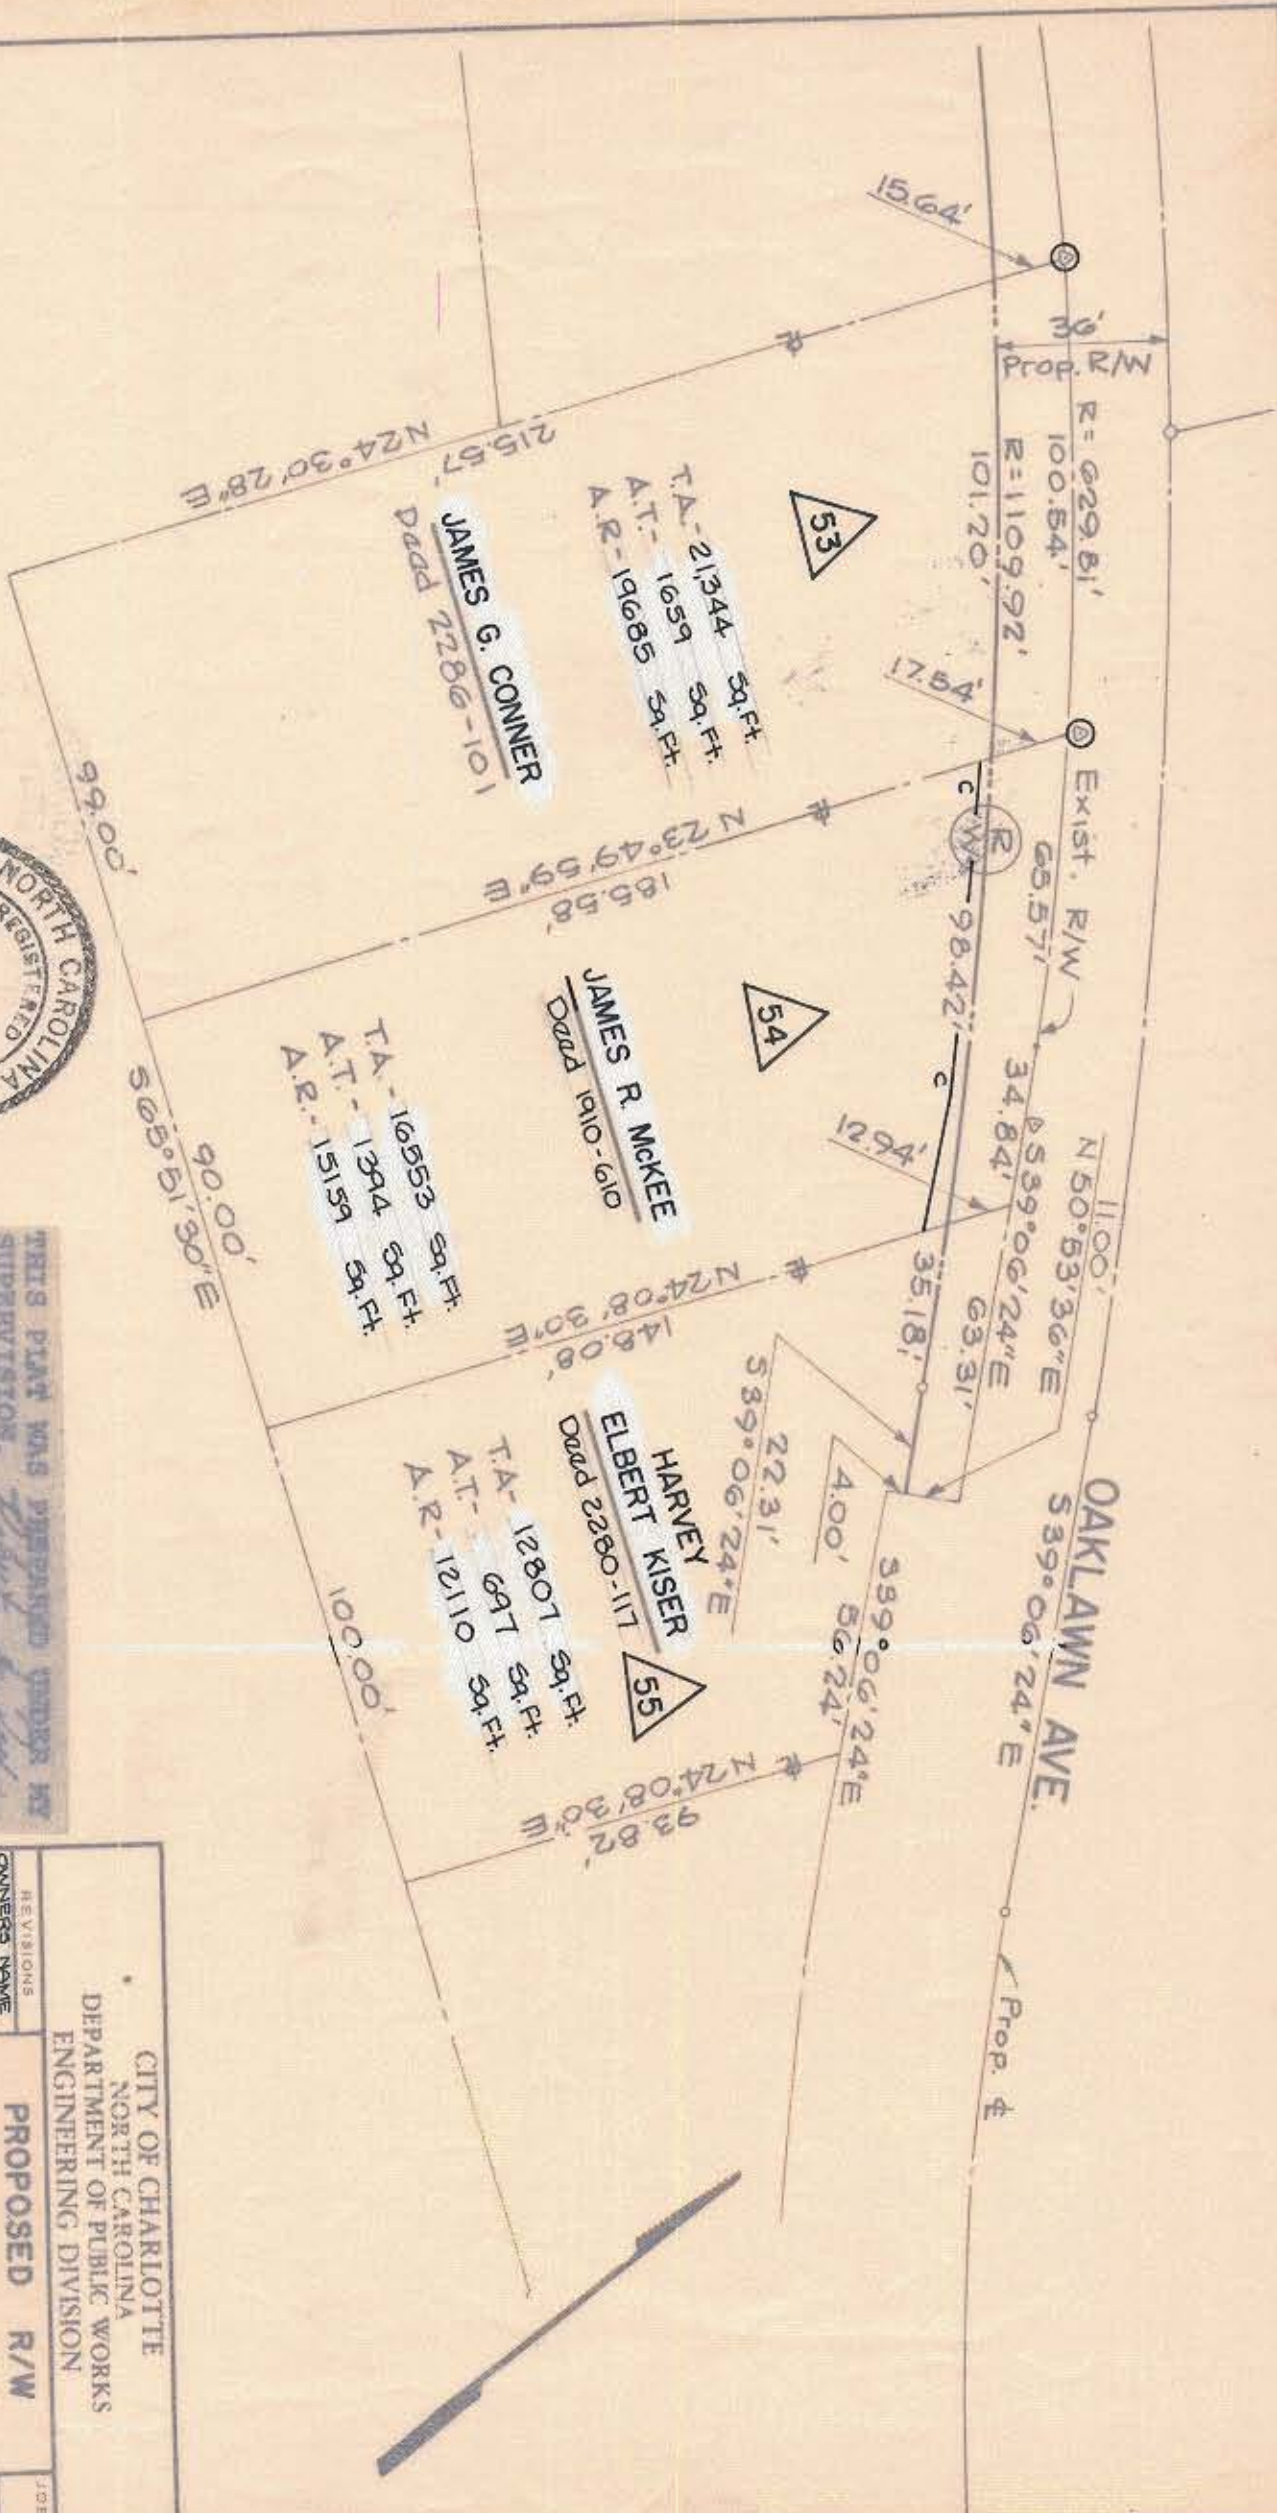 15.64'
36'
Prop. R/W
R = 629.81'
100.54'
R=1109.92'
101.20'
17.54'
Exist. R/W
65.57'
C
R
W
98.42'
C
34.84'
12.94'
11.00'
N 50°53'36"E
S39°06'24"E
63.31'
35.18'
OAKLAWN AVE.
S 39°06'24"E
Prop. ℄
22.31'
S 39°06'24"E
4.00'
S39°06'24"E
56.24'
53
T.A.- 21,344 Sq.Ft.
A.T.- 1659 Sq.Ft.
A.R.- 19685 Sq.Ft.
JAMES G. CONNER
Deed 2286-101
215.57'
N24°30'28"E
N 23°49'59"E
185.58'
54
JAMES R. McKEE
Deed 1910-610
T.A.- 16553 Sq.Ft.
A.T.- 1394 Sq.Ft.
A.R.- 15159 Sq.Ft.
N24°08'30"E
148.08'
HARVEY
ELBERT KISER
Deed 2280-117
55
T.A- 12807 Sq.Ft.
A.T.- 697 Sq.Ft.
A.R- 12110 Sq.Ft.
N24°08'30"E
93.82'
99.00'
90.00'
S65°51'30"E
100.00'
NORTH CAROLINA
REGISTERED
THIS PLAT WAS PREPARED UNDER MY
SUPERVISION
CITY OF CHARLOTTE
NORTH CAROLINA
DEPARTMENT OF PUBLIC WORKS
ENGINEERING DIVISION
REVISIONS
OWNERS NAME
PROPOSED R/W